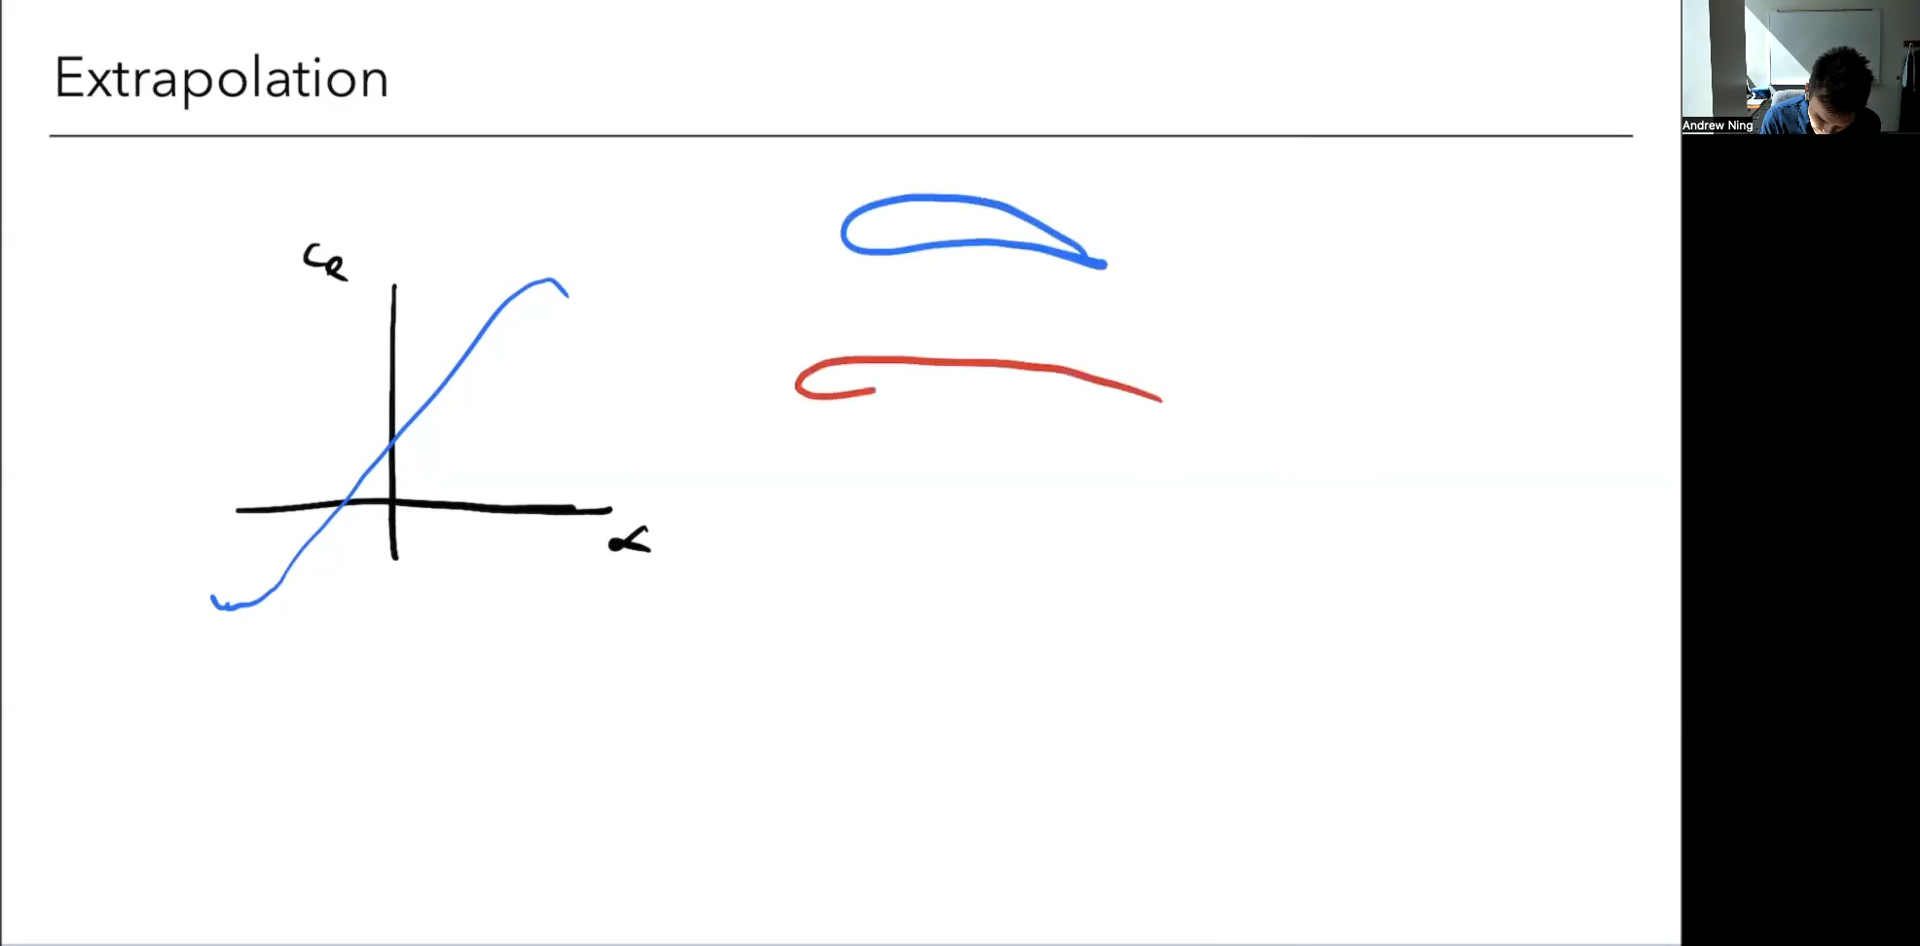 Extrapolation
Andrew Ning
cℓ
α